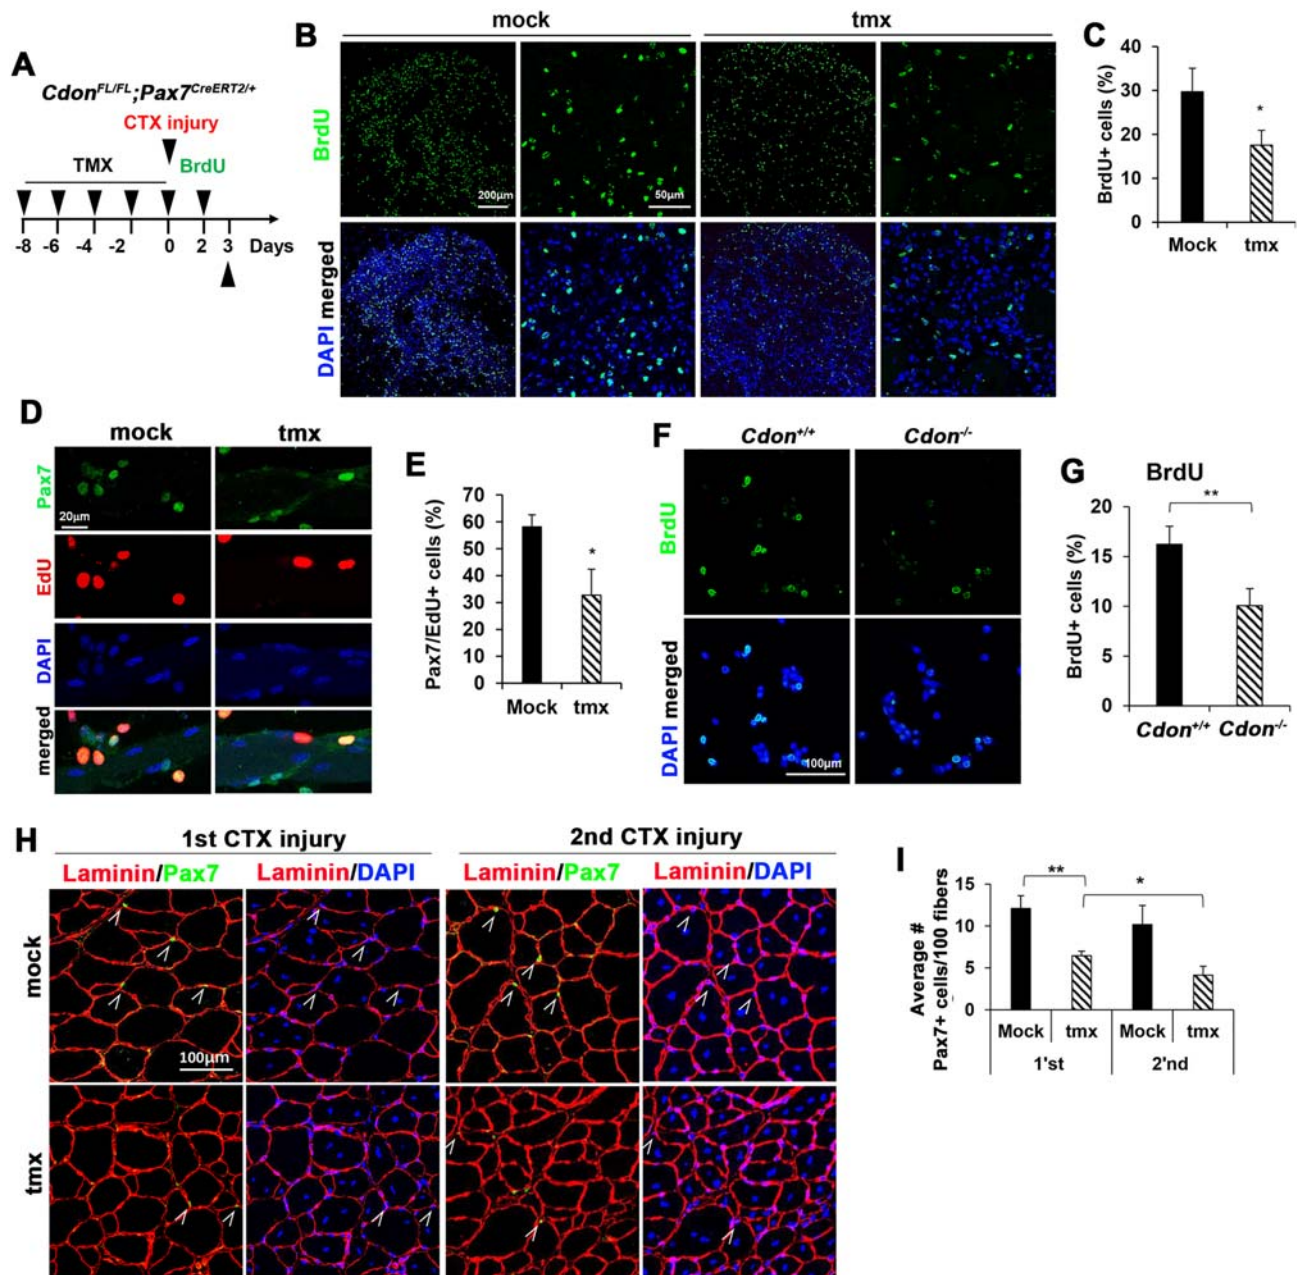 A
Cdon^FL/FL;Pax7^CreERT2/+
CTX injury
TMX
BrdU
-8 -6 -4 -2 0 2 3 Days
B
mock
tmx
BrdU
200μm
50μm
DAPI merged
C
BrdU+ cells (%)
40
30
20
10
0
*
Mock tmx
D
mock tmx
Pax7
20μm
EdU
DAPI
merged
E
Pax7/EdU+ cells (%)
70
60
50
40
30
20
10
0
*
Mock tmx
F
Cdon+/+ Cdon-/-
BrdU
DAPI merged
100μm
G
BrdU
BrdU+ cells (%)
20
15
10
5
0
**
Cdon+/+ Cdon-/-
H
1st CTX injury
2nd CTX injury
Laminin/Pax7 Laminin/DAPI Laminin/Pax7 Laminin/DAPI
mock
100μm
tmx
I
Average #
Pax7+ cells/100 fibers
15
10
5
0
** *
Mock tmx Mock tmx
1'st 2'nd